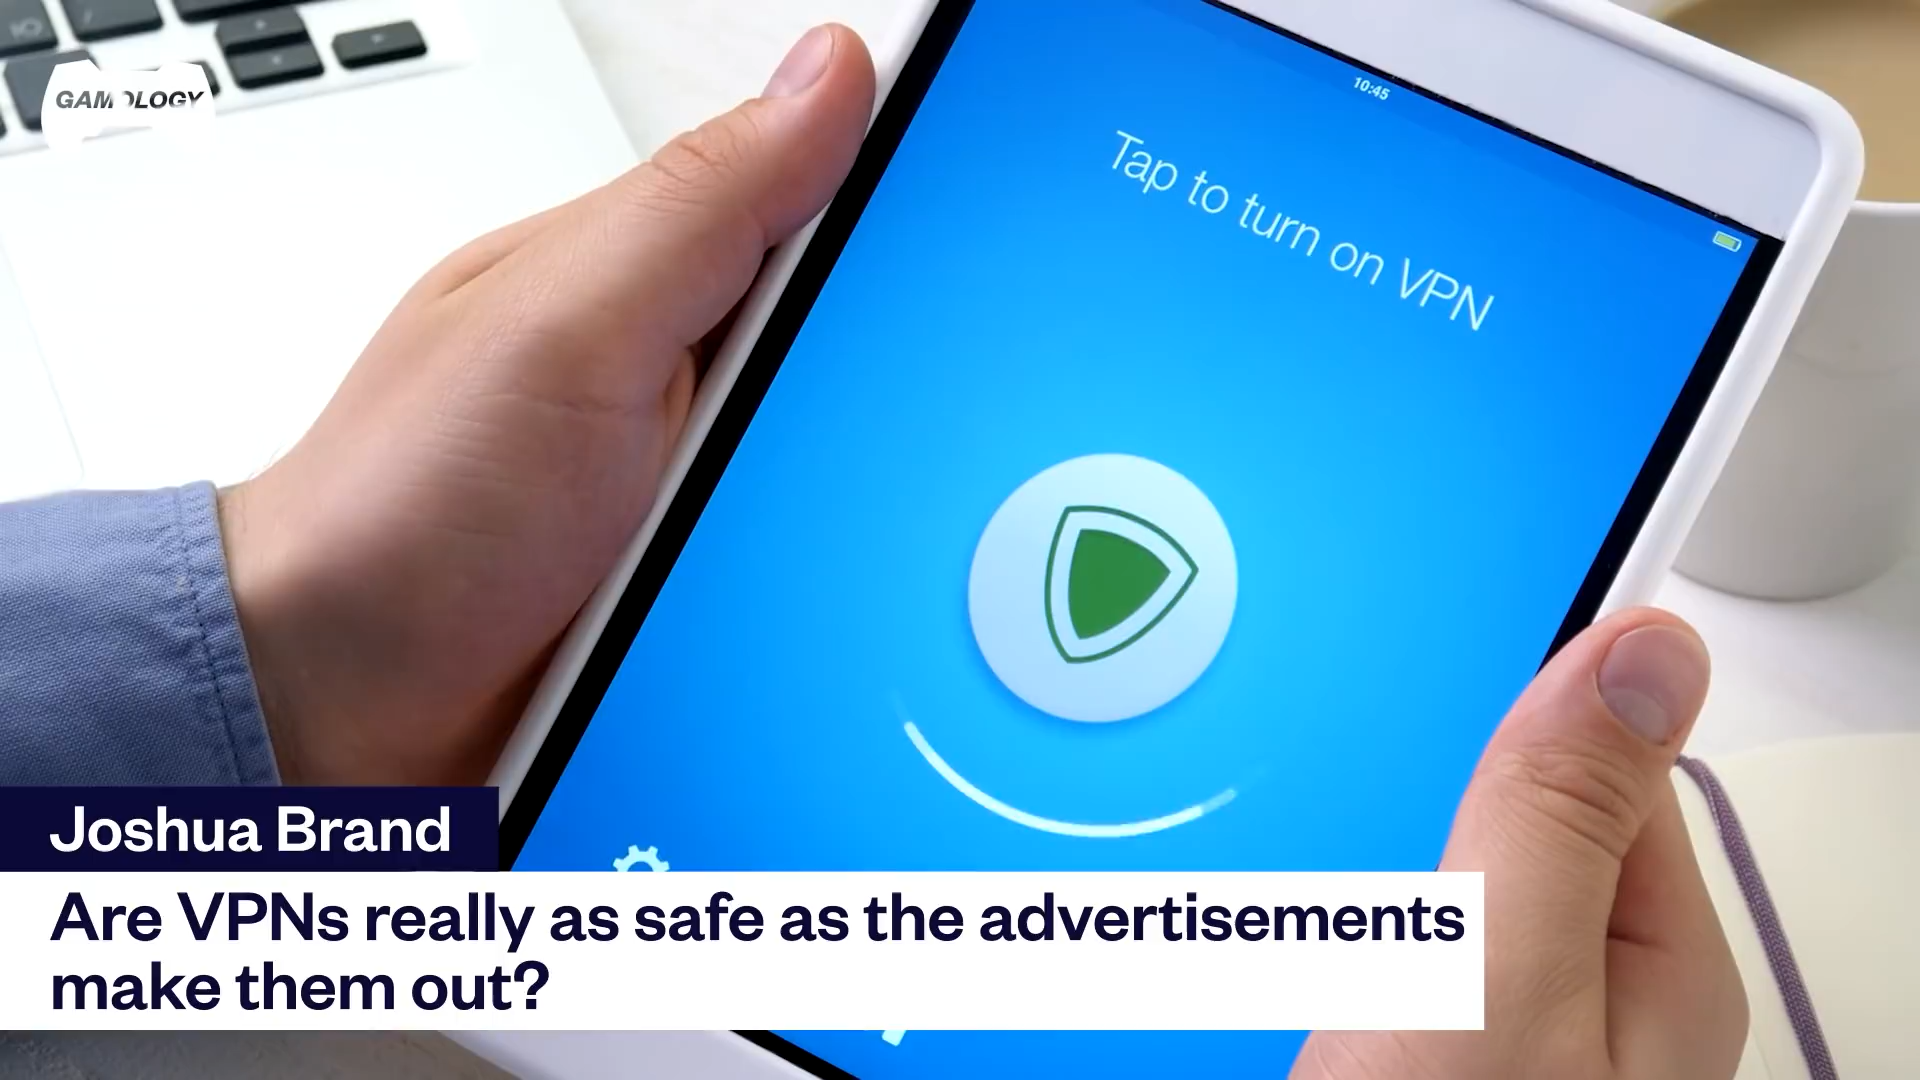 GAMOLOGY
10:45
Tap to turn on VPN
Joshua Brand
Are VPNs really as safe as the advertisements
make them out?